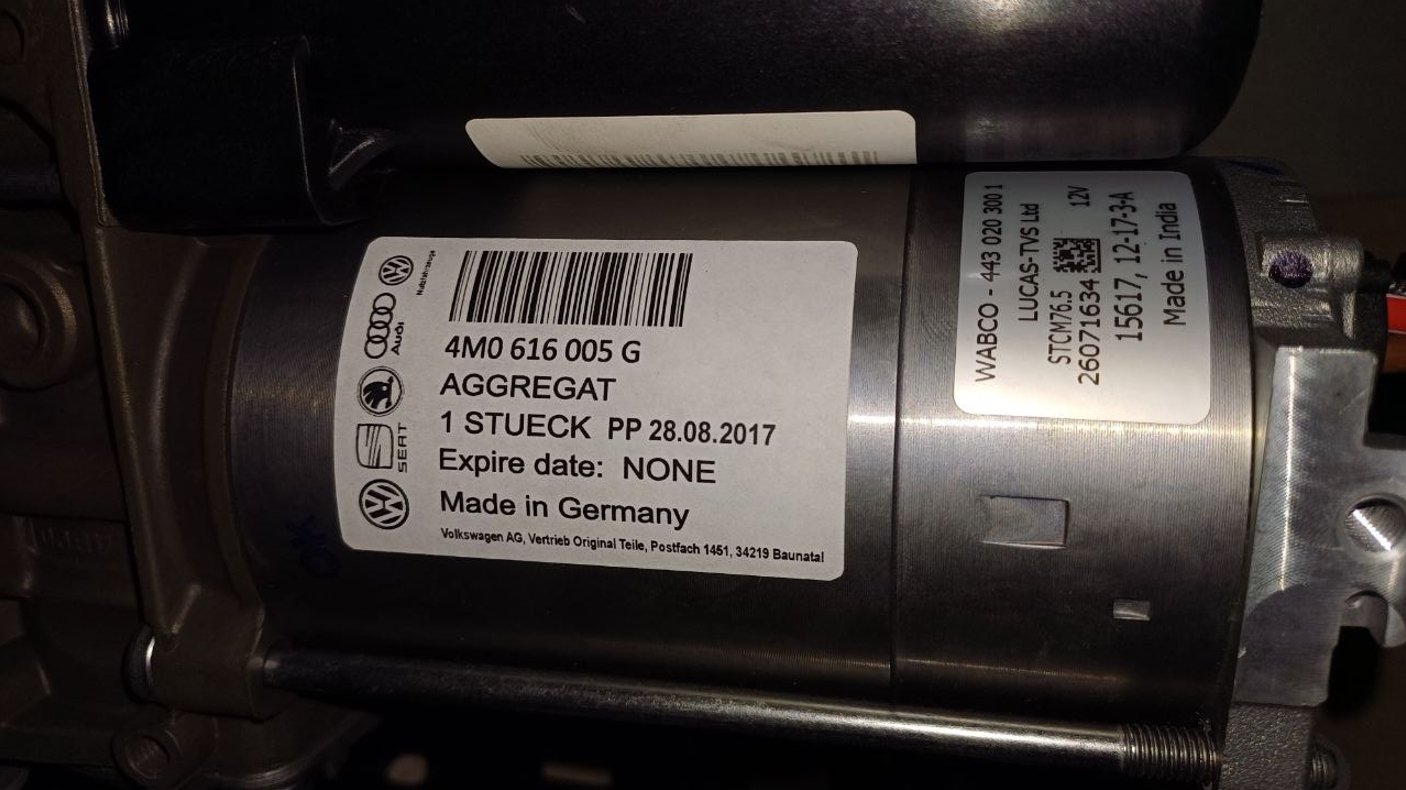 4M0 616 005 G
AGGREGAT
1 STUECK PP 28.08.2017
Expire date: NONE
Made in Germany
Volkswagen AG, Vertrieb Original Teile, Postfach 1451, 34219 Baunatal
Nutzfahrzeuge
Audi
SEAT
WABCO - 443 020 300 1
LUCAS-TVS Ltd
STCM76.5 12V
26071634
15617, 12-17-3-A
Made in India
OK